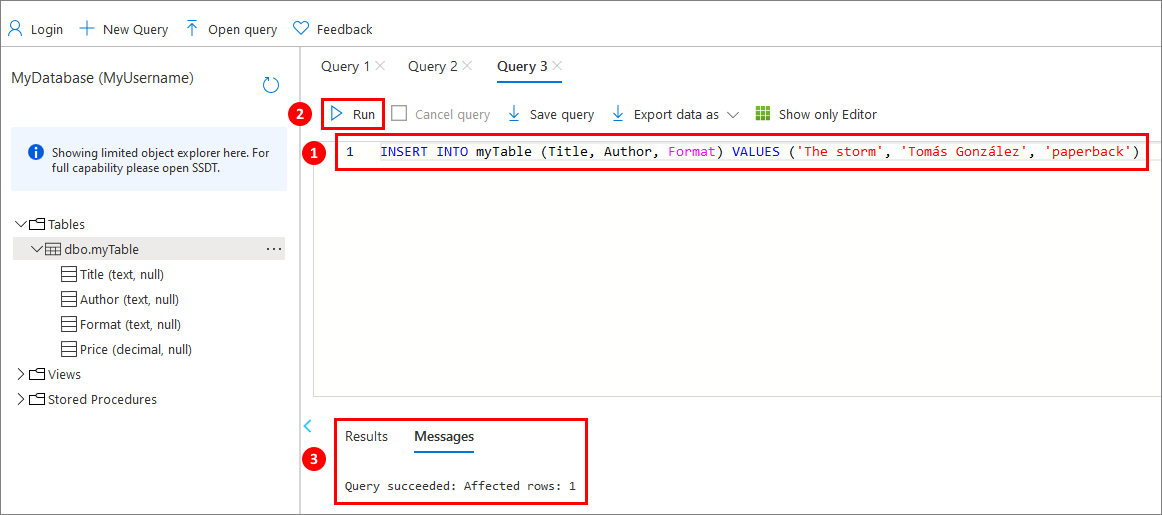 Login New Query Open query Feedback
MyDatabase (MyUsername)
Showing limited object explorer here. For
full capability please open SSDT.
Tables
dbo.myTable
Title (text, null)
Author (text, null)
Format (text, null)
Price (decimal, null)
Views
Stored Procedures
Query 1 Query 2 Query 3
2 Run Cancel query Save query Export data as Show only Editor
1 1 INSERT INTO myTable (Title, Author, Format) VALUES ('The storm', 'Tomás González', 'paperback')
Results Messages
3
Query succeeded: Affected rows: 1